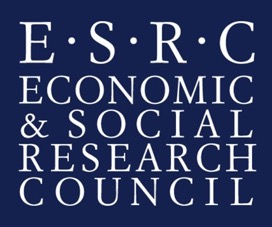 E·S·R·C
ECONOMIC
& SOCIAL
RESEARCH
COUNCIL